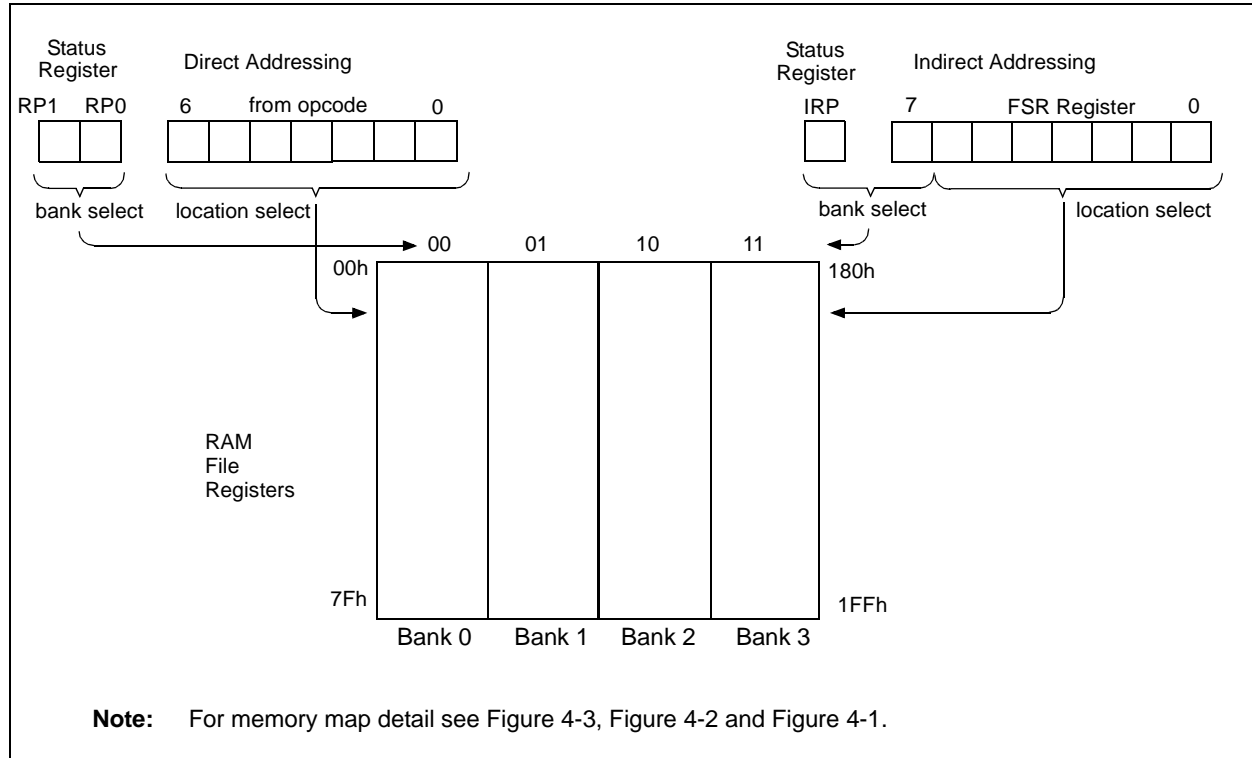 Status
Register
Direct Addressing
RP1 RP0
6 from opcode 0
bank select
location select
Status
Register
Indirect Addressing
IRP
7 FSR Register 0
bank select
location select
00 01 10 11
00h
180h
RAM
File
Registers
7Fh
1FFh
Bank 0 Bank 1 Bank 2 Bank 3
Note: For memory map detail see Figure 4-3, Figure 4-2 and Figure 4-1.